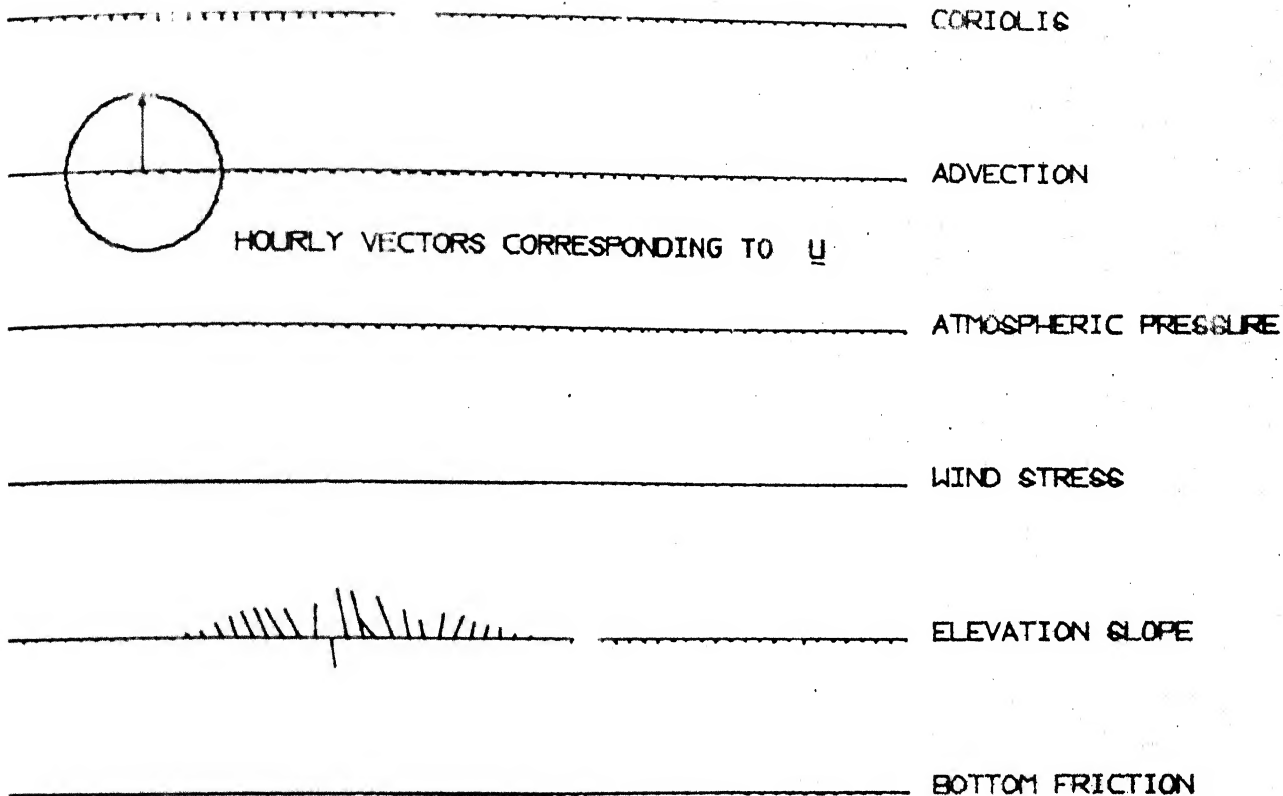 CORIOLIS
ADVECTION
HOURLY VECTORS CORRESPONDING TO u
ATMOSPHERIC PRESSURE
WIND STRESS
ELEVATION SLOPE
BOTTOM FRICTION